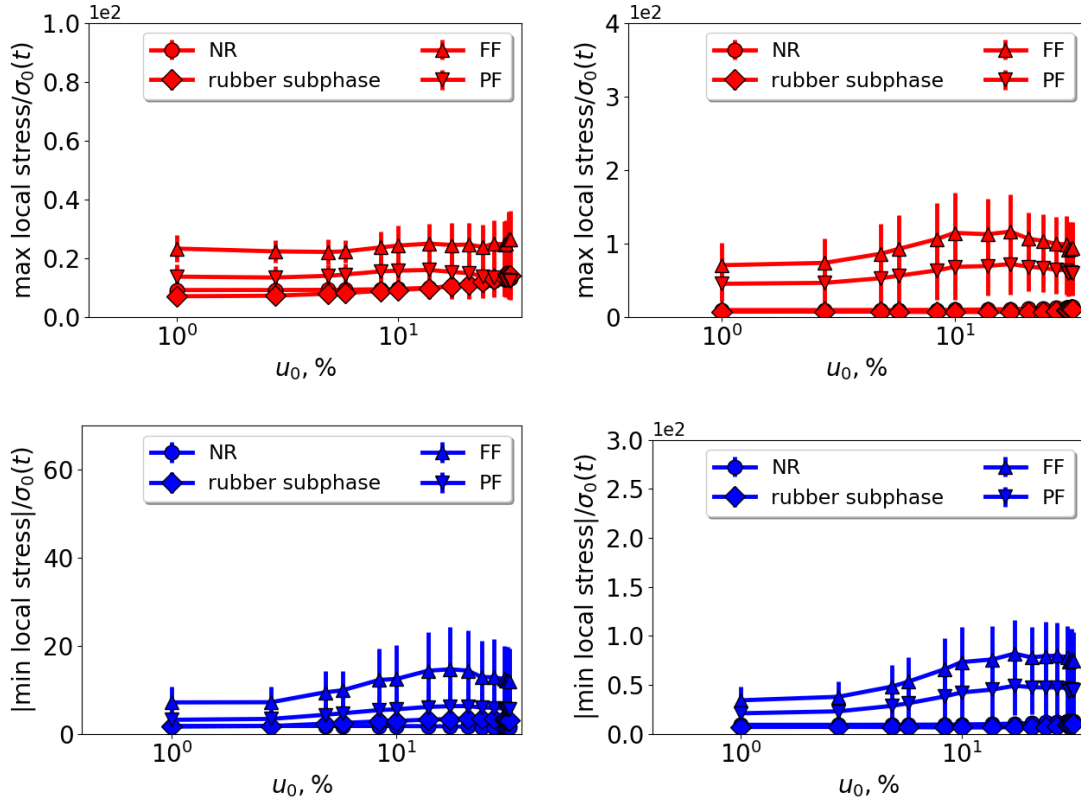 1e2
max local stress/σ₀(t)
1.0
0.8
0.6
0.4
0.2
0.0
NR
rubber subphase
FF
PF
10⁰
10¹
u₀, %
1e2
max local stress/σ₀(t)
4
3
2
1
0
NR
rubber subphase
FF
PF
10⁰
10¹
u₀, %
|min local stress|/σ₀(t)
60
40
20
0
NR
rubber subphase
FF
PF
10⁰
10¹
u₀, %
1e2
|min local stress|/σ₀(t)
3.0
2.5
2.0
1.5
1.0
0.5
0.0
NR
rubber subphase
FF
PF
10⁰
10¹
u₀, %